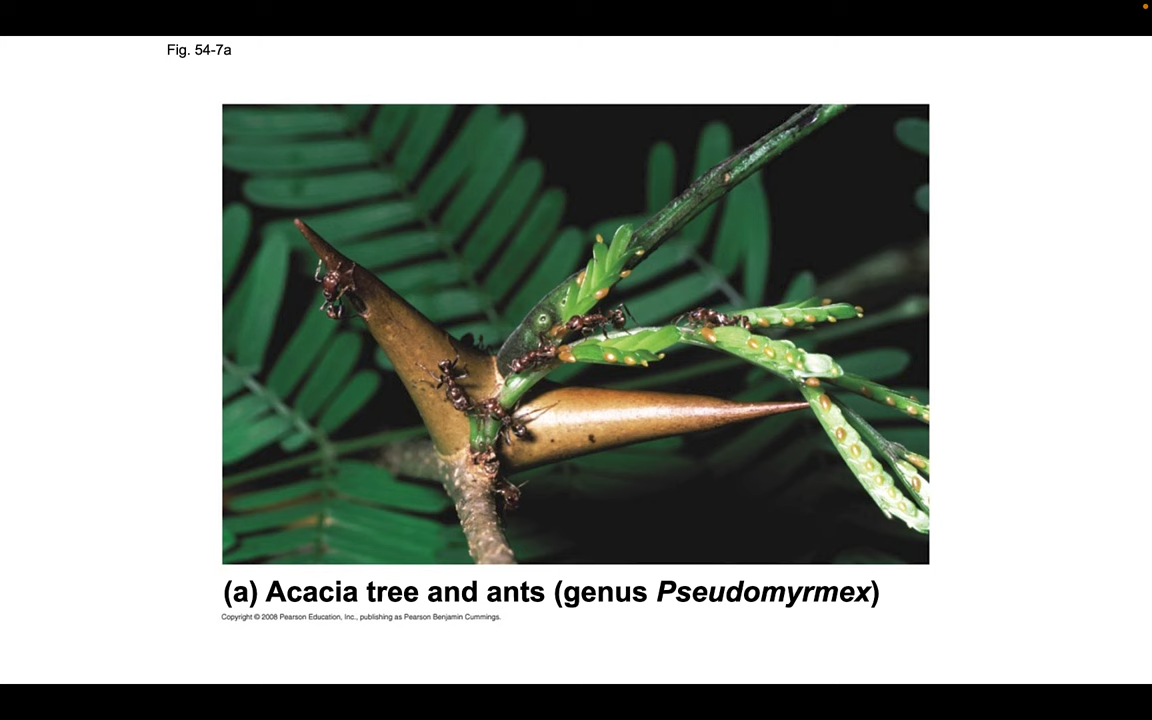 Fig. 54-7a
(a) Acacia tree and ants (genus Pseudomyrmex)
Copyright © 2008 Pearson Education, Inc., publishing as Pearson Benjamin Cummings.